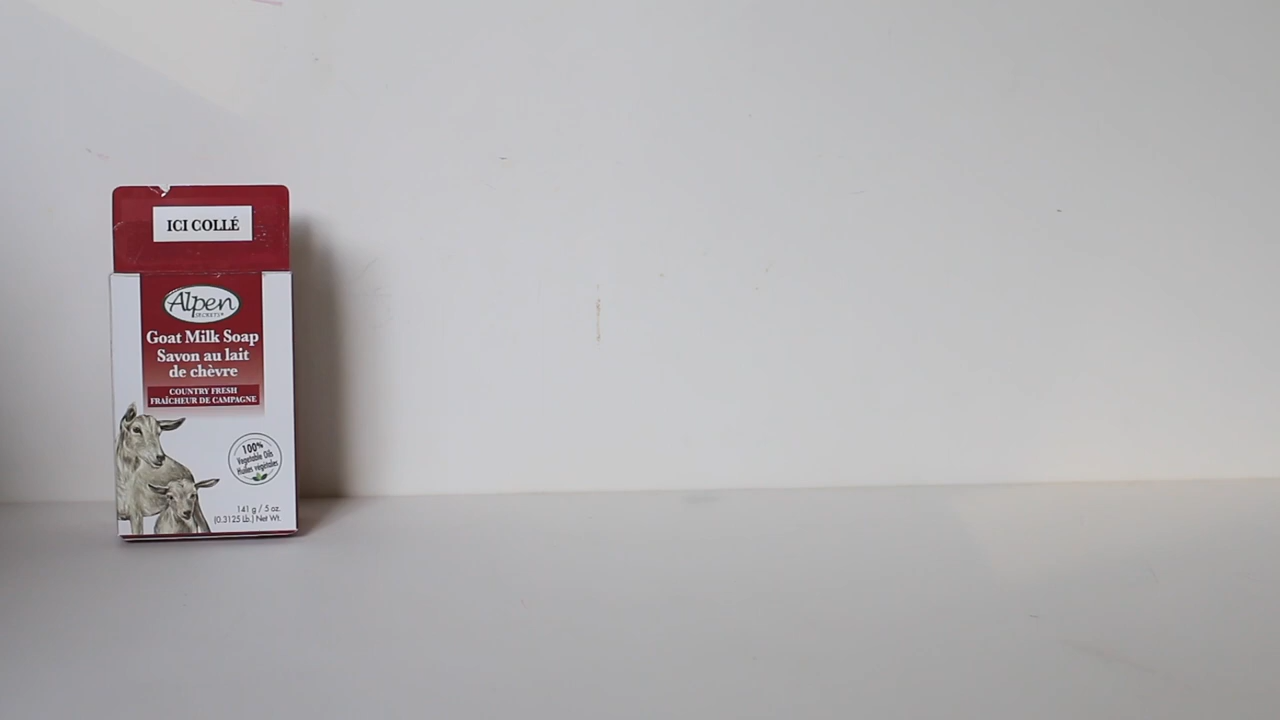 ICI COLLÉ
Alpen
SECRETS
Goat Milk Soap
Savon au lait
de chèvre
COUNTRY FRESH
FRAÎCHEUR DE CAMPAGNE
100%
Vegetable Oils
Huiles végétales
141 g / 5 oz.
(0.3125 Lb.) Net Wt.